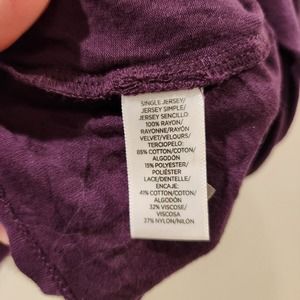 SINGLE JERSEY/
JERSEY SIMPLE/
JERSEY SENCILLO
100% RAYON/
RAYONNE/RAYÓN
VELVET/VELOURS/
TERCIOPELO:
85% COTTON/COTON/
ALGODÓN
15% POLYESTER/
POLIÉSTER
LACE/DENTELLE/
ENCAJE:
41% COTTON/COTON/
ALGODÓN
32% VISCOSE/
VISCOSA
27% NYLON/NILÓN